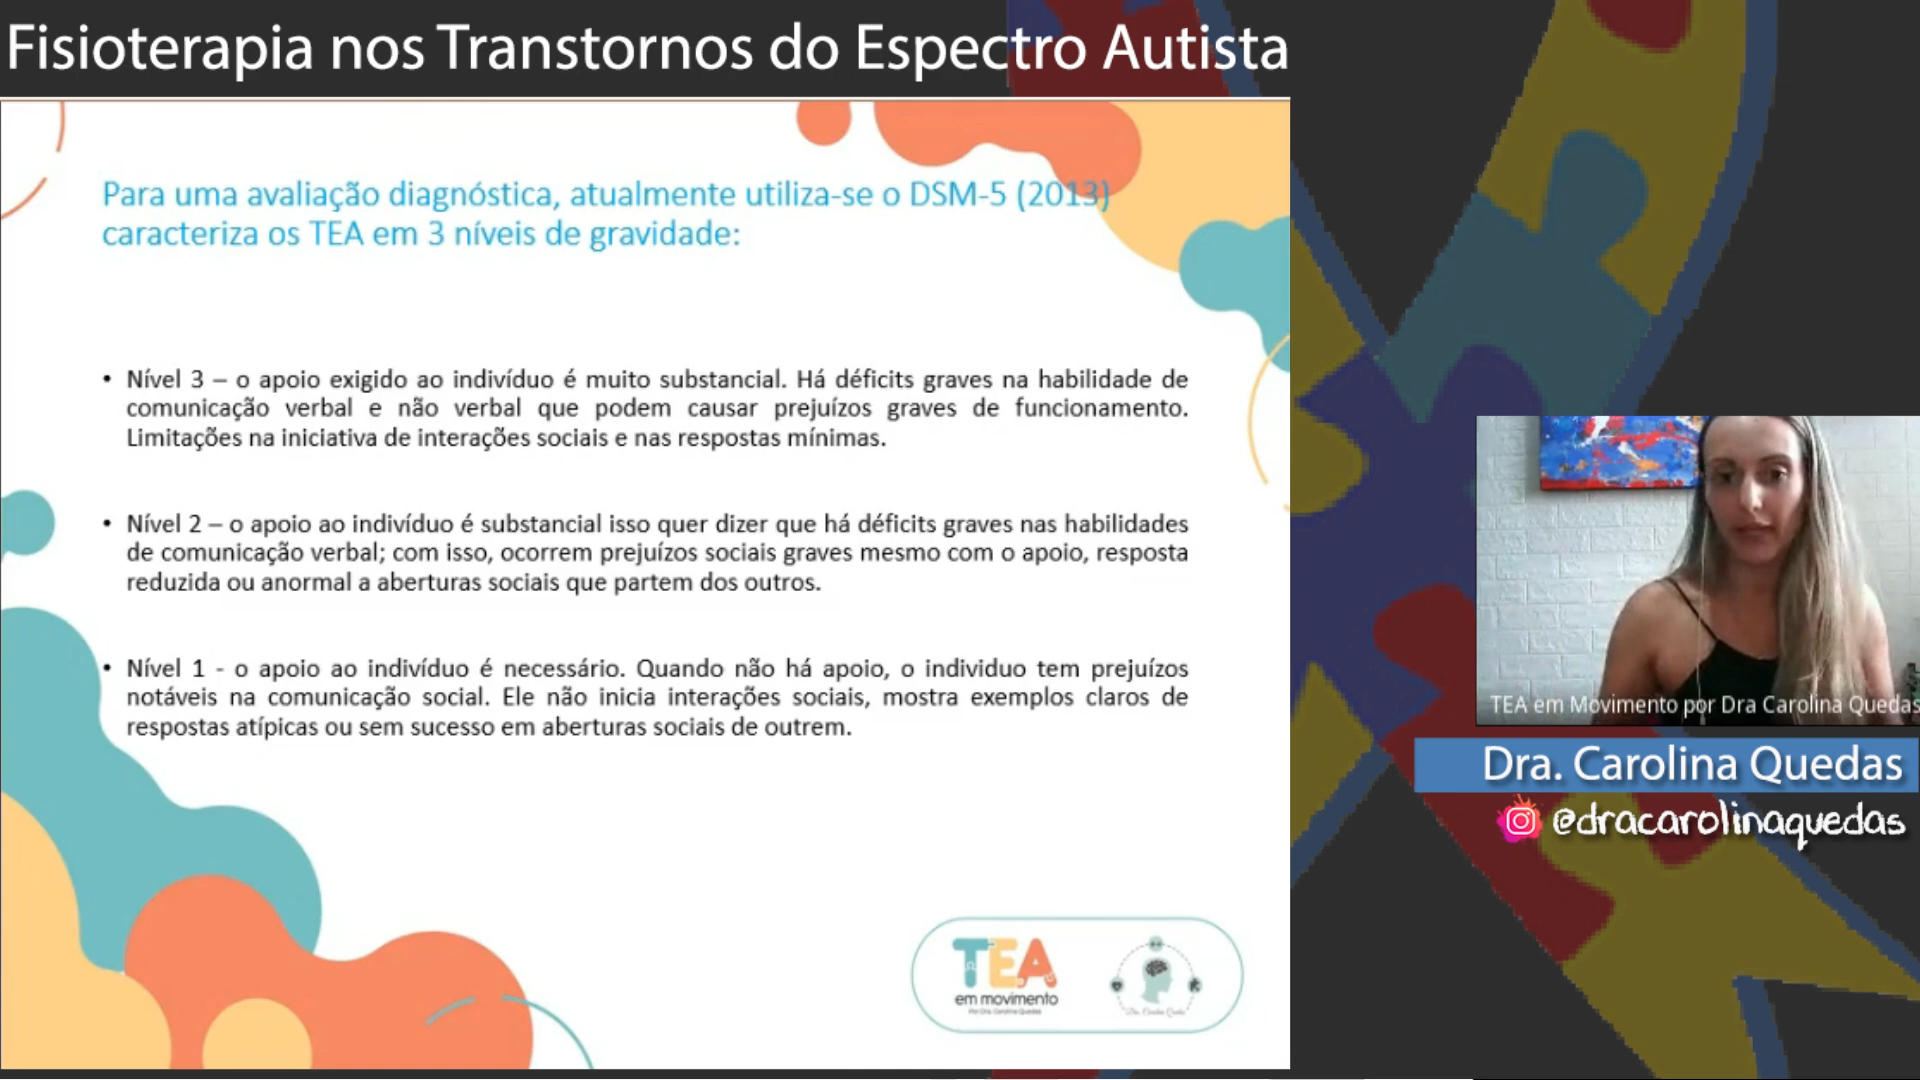 Fisioterapia nos Transtornos do Espectro Autista
Para uma avaliação diagnóstica, atualmente utiliza-se o DSM-5 (2013)
caracteriza os TEA em 3 níveis de gravidade:
• Nível 3 – o apoio exigido ao indivíduo é muito substancial. Há déficits graves na habilidade de
comunicação verbal e não verbal que podem causar prejuízos graves de funcionamento.
Limitações na iniciativa de interações sociais e nas respostas mínimas.
• Nível 2 – o apoio ao indivíduo é substancial isso quer dizer que há déficits graves nas habilidades
de comunicação verbal; com isso, ocorrem prejuízos sociais graves mesmo com o apoio, resposta
reduzida ou anormal a aberturas sociais que partem dos outros.
• Nível 1 - o apoio ao indivíduo é necessário. Quando não há apoio, o individuo tem prejuízos
notáveis na comunicação social. Ele não inicia interações sociais, mostra exemplos claros de
respostas atípicas ou sem sucesso em aberturas sociais de outrem.
TEA
em movimento
Por Dra. Carolina Quedas
TEA em Movimento por Dra Carolina Quedas
Dra. Carolina Quedas
@dracarolinaquedas